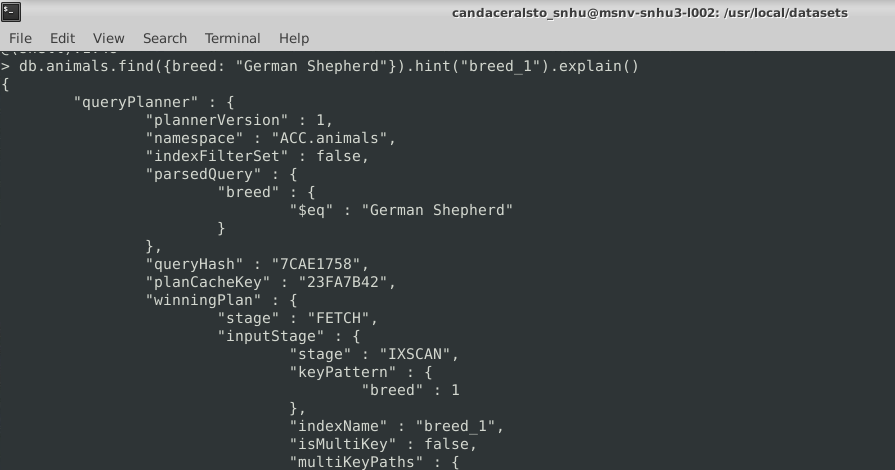 candaceralsto_snhu@msnv-snhu3-l002: /usr/local/datasets
File Edit View Search Terminal Help
> db.animals.find({breed: "German Shepherd"}).hint("breed_1").explain()
{
        "queryPlanner" : {
                "plannerVersion" : 1,
                "namespace" : "ACC.animals",
                "indexFilterSet" : false,
                "parsedQuery" : {
                        "breed" : {
                                "$eq" : "German Shepherd"
                        }
                },
                "queryHash" : "7CAE1758",
                "planCacheKey" : "23FA7B42",
                "winningPlan" : {
                        "stage" : "FETCH",
                        "inputStage" : {
                                "stage" : "IXSCAN",
                                "keyPattern" : {
                                        "breed" : 1
                                },
                                "indexName" : "breed_1",
                                "isMultiKey" : false,
                                "multiKeyPaths" : {